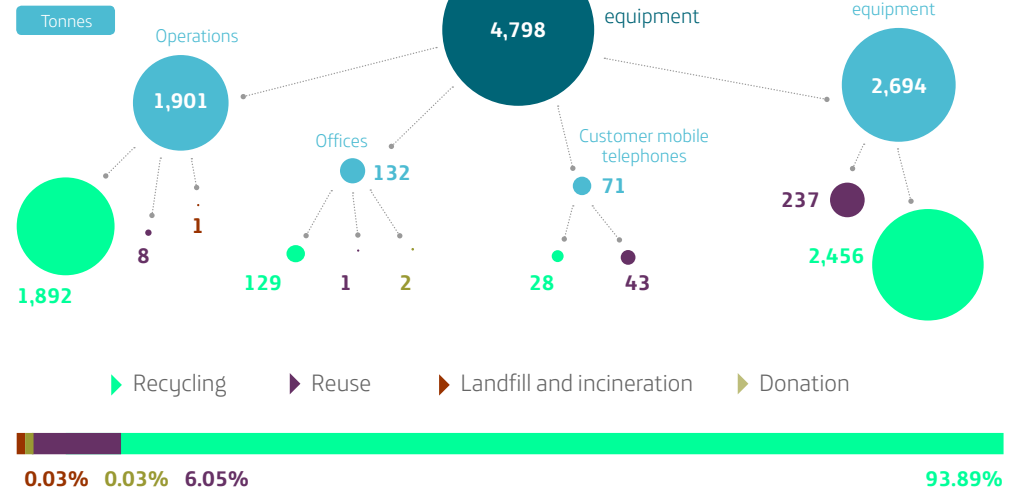 Tonnes
equipment
4,798
equipment
Operations
1,901
2,694
Offices
132
Customer mobile
telephones
71
237
2,456
1
8
1,892
129
1
2
28
43
Recycling
Reuse
Landfill and incineration
Donation
0.03%
0.03%
6.05%
93.89%